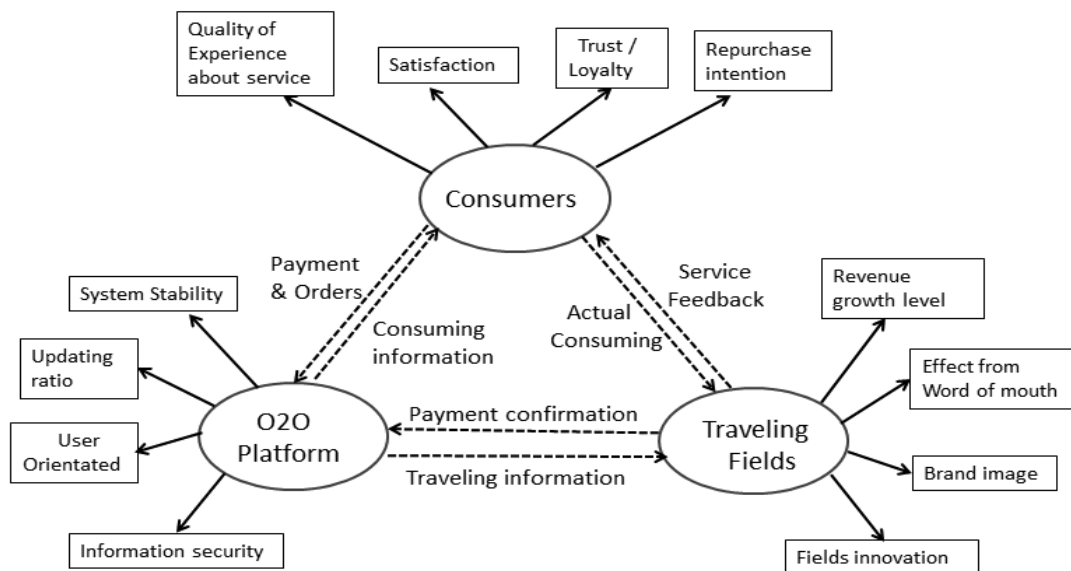 Quality of
Experience
about service
Satisfaction
Trust /
Loyalty
Repurchase
intention
Consumers
Payment
& Orders
Consuming
information
Service
Feedback
Actual
Consuming
System Stability
Updating
ratio
User
Orientated
Information security
O2O
Platform
Payment confirmation
Traveling information
Traveling
Fields
Revenue
growth level
Effect from
Word of mouth
Brand image
Fields innovation